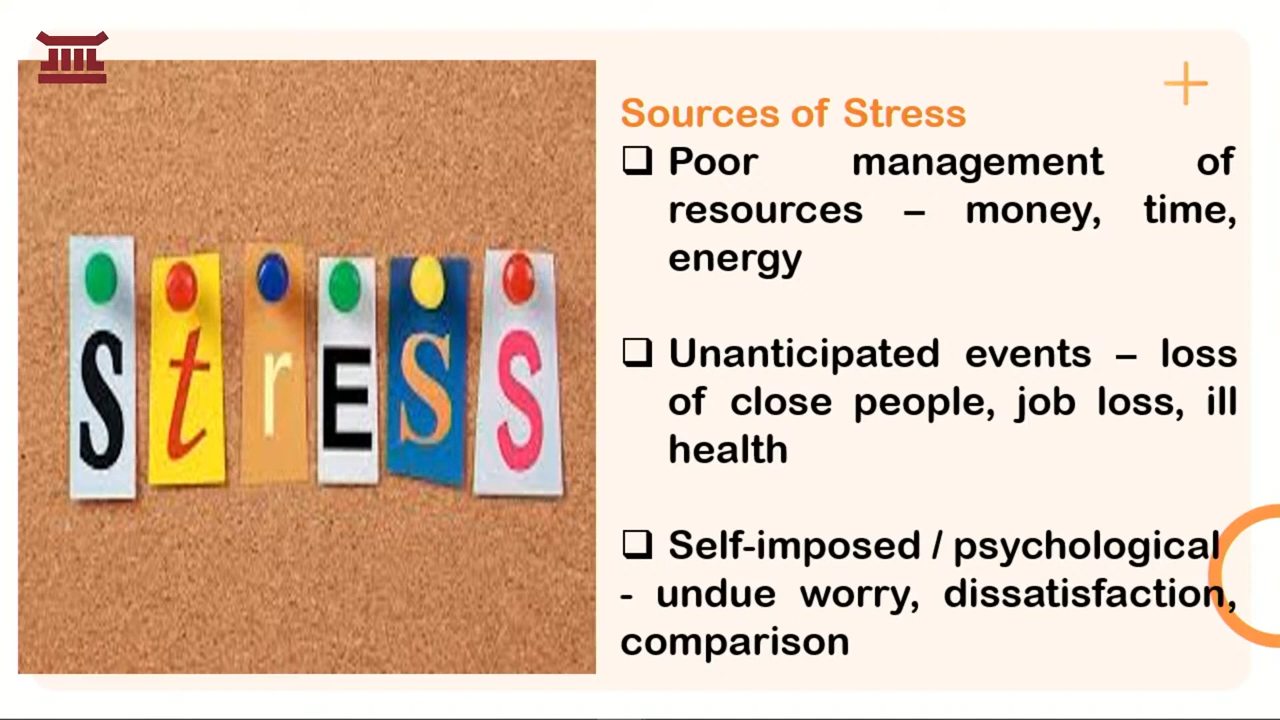 StrESS
Sources of Stress
❑ Poor management of
resources – money, time,
energy
❑ Unanticipated events – loss
of close people, job loss, ill
health
❑ Self-imposed / psychological
- undue worry, dissatisfaction,
comparison